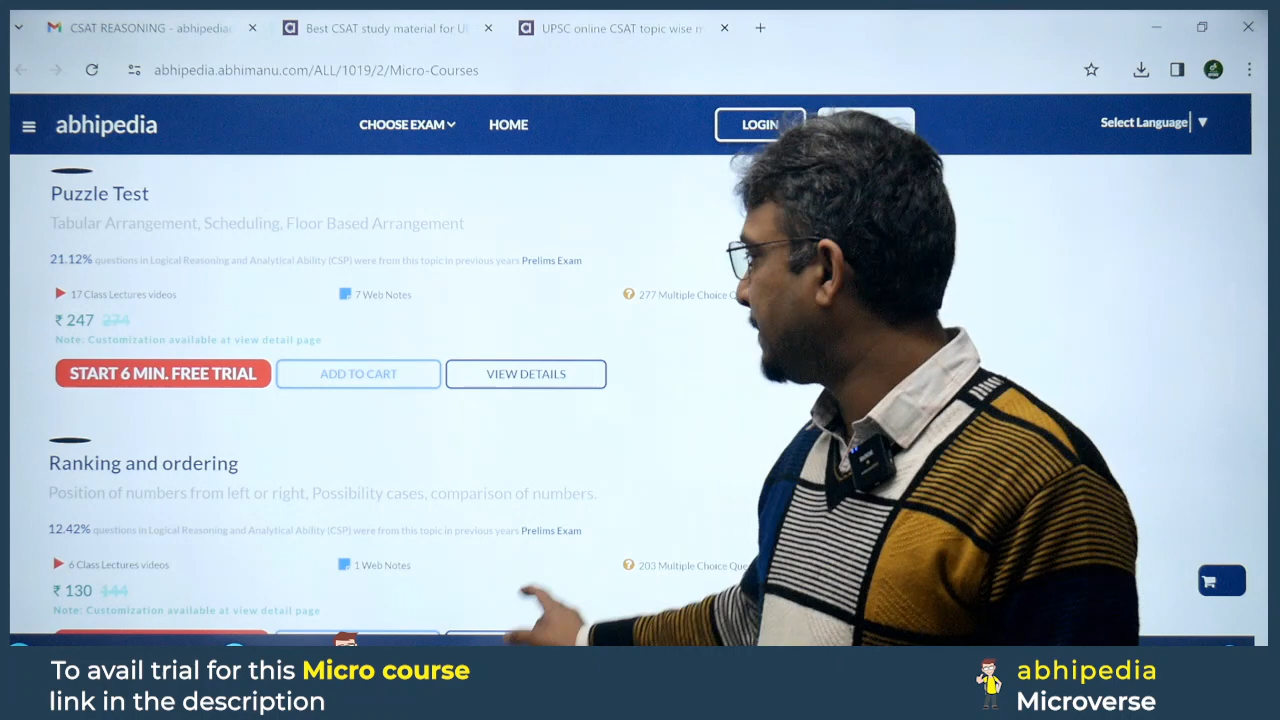 CSAT REASONING - abhipedia
Best CSAT study material for U
UPSC online CSAT topic wise m
abhipedia.abhimanu.com/ALL/1019/2/Micro-Courses
abhipedia
CHOOSE EXAM
HOME
LOGIN
Select Language
Puzzle Test
Tabular Arrangement, Scheduling, Floor Based Arrangement
21.12% questions in Logical Reasoning and Analytical Ability (CSP) were from this topic in previous years Prelims Exam
17 Class Lectures videos
7 Web Notes
277 Multiple Choice Q
₹ 247 274
Note. Customization available at view detail page
START 6 MIN. FREE TRIAL
ADD TO CART
VIEW DETAILS
Ranking and ordering
Position of numbers from left or right, Possibility cases, comparison of numbers.
12.42% questions in Logical Reasoning and Analytical Ability (CSP) were from this topic in previous years Prelims Exam
6 Class Lectures videos
1 Web Notes
203 Multiple Choice Que
₹ 130 144
Note: Customization available at view detail page
To avail trial for this Micro course
link in the description
abhipedia
Microverse